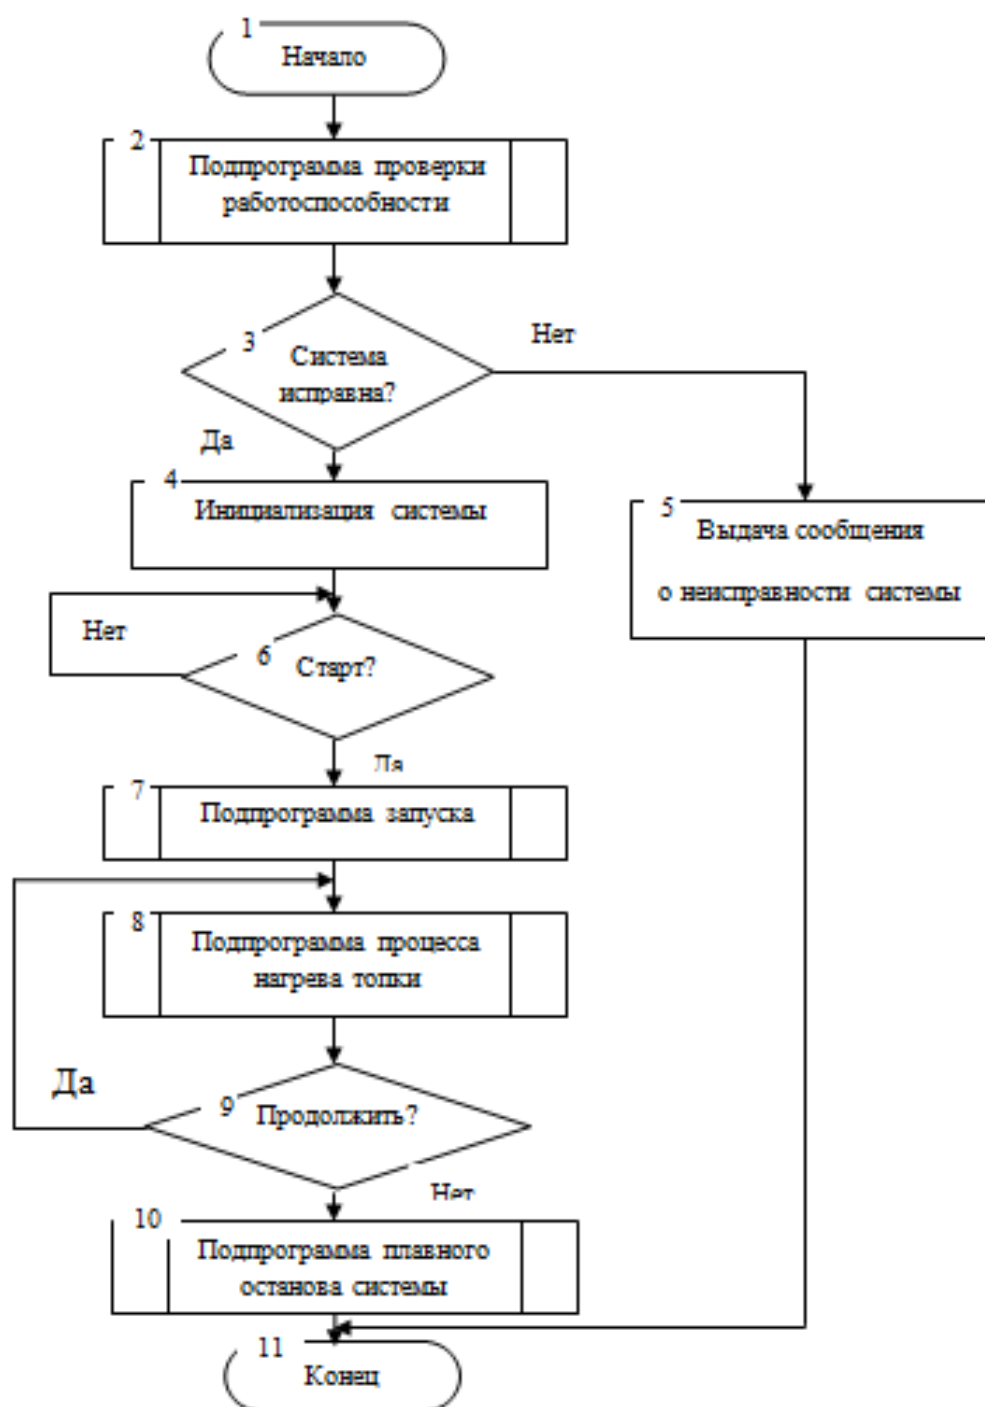 1
Начало
2
Подпрограмма проверки
работоспособности
3
Система
исправна?
Нет
Да
4
Инициализация системы
5
Выдача сообщения
о неисправности системы
Нет
6
Старт?
Да
7
Подпрограмма запуска
8
Подпрограмма процесса
нагрева топки
Да
9
Продолжить?
Нет
10
Подпрограмма плавного
останова системы
11
Конец